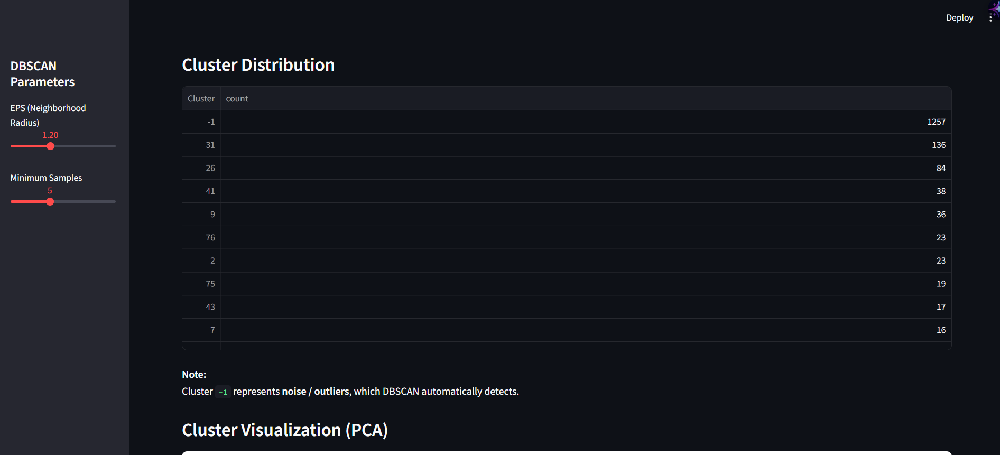 Deploy
DBSCAN
Parameters
EPS (Neighborhood
Radius)
1.20
Minimum Samples
5
Cluster Distribution
Cluster count
-1 1257
31 136
26 84
41 38
9 36
76 23
2 23
75 19
43 17
7 16
Note:
Cluster -1 represents noise / outliers, which DBSCAN automatically detects.
Cluster Visualization (PCA)